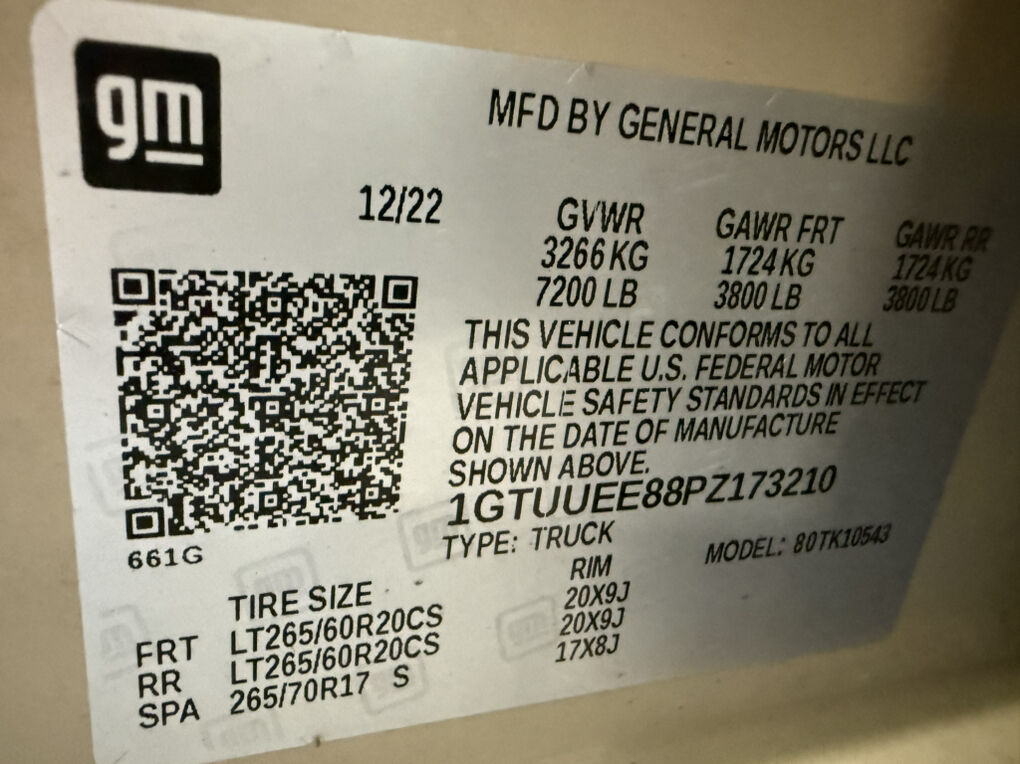 gm
MFD BY GENERAL MOTORS LLC
12/22
GVWR GAWR FRT GAWR RR
3266 KG 1724 KG 1724 KG
7200 LB 3800 LB 3800 LB
THIS VEHICLE CONFORMS TO ALL
APPLICABLE U.S. FEDERAL MOTOR
VEHICLE SAFETY STANDARDS IN EFFECT
ON THE DATE OF MANUFACTURE
SHOWN ABOVE.
1GTUUEE88PZ173210
TYPE: TRUCK MODEL: 80TK10543
661G
TIRE SIZE RIM
FRT LT265/60R20CS 20X9J
RR LT265/60R20CS 20X9J
SPA 265/70R17 S 17X8J